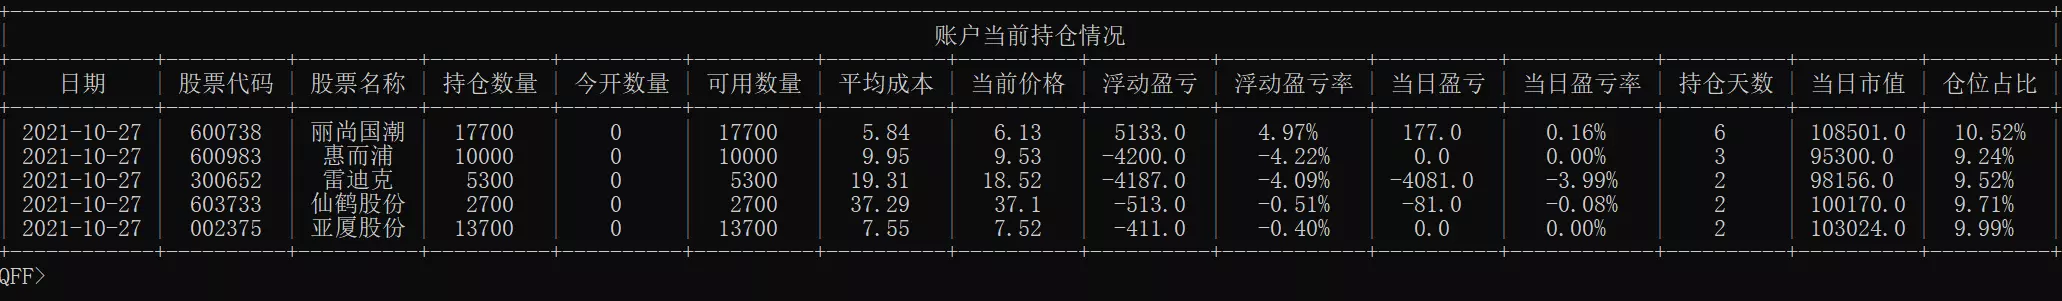 账户当前持仓情况
日期 股票代码 股票名称 持仓数量 今开数量 可用数量 平均成本 当前价格 浮动盈亏 浮动盈亏率 当日盈亏 当日盈亏率 持仓天数 当日市值 仓位占比
2021-10-27 600738 丽尚国潮 17700 0 17700 5.84 6.13 5133.0 4.97% 177.0 0.16% 6 108501.0 10.52%
2021-10-27 600983 惠而浦 10000 0 10000 9.95 9.53 -4200.0 -4.22% 0.0 0.00% 3 95300.0 9.24%
2021-10-27 300652 雷迪克 5300 0 5300 19.31 18.52 -4187.0 -4.09% -4081.0 -3.99% 2 98156.0 9.52%
2021-10-27 603733 仙鹤股份 2700 0 2700 37.29 37.1 -513.0 -0.51% -81.0 -0.08% 2 100170.0 9.71%
2021-10-27 002375 亚厦股份 13700 0 13700 7.55 7.52 -411.0 -0.40% 0.0 0.00% 2 103024.0 9.99%
QFF>